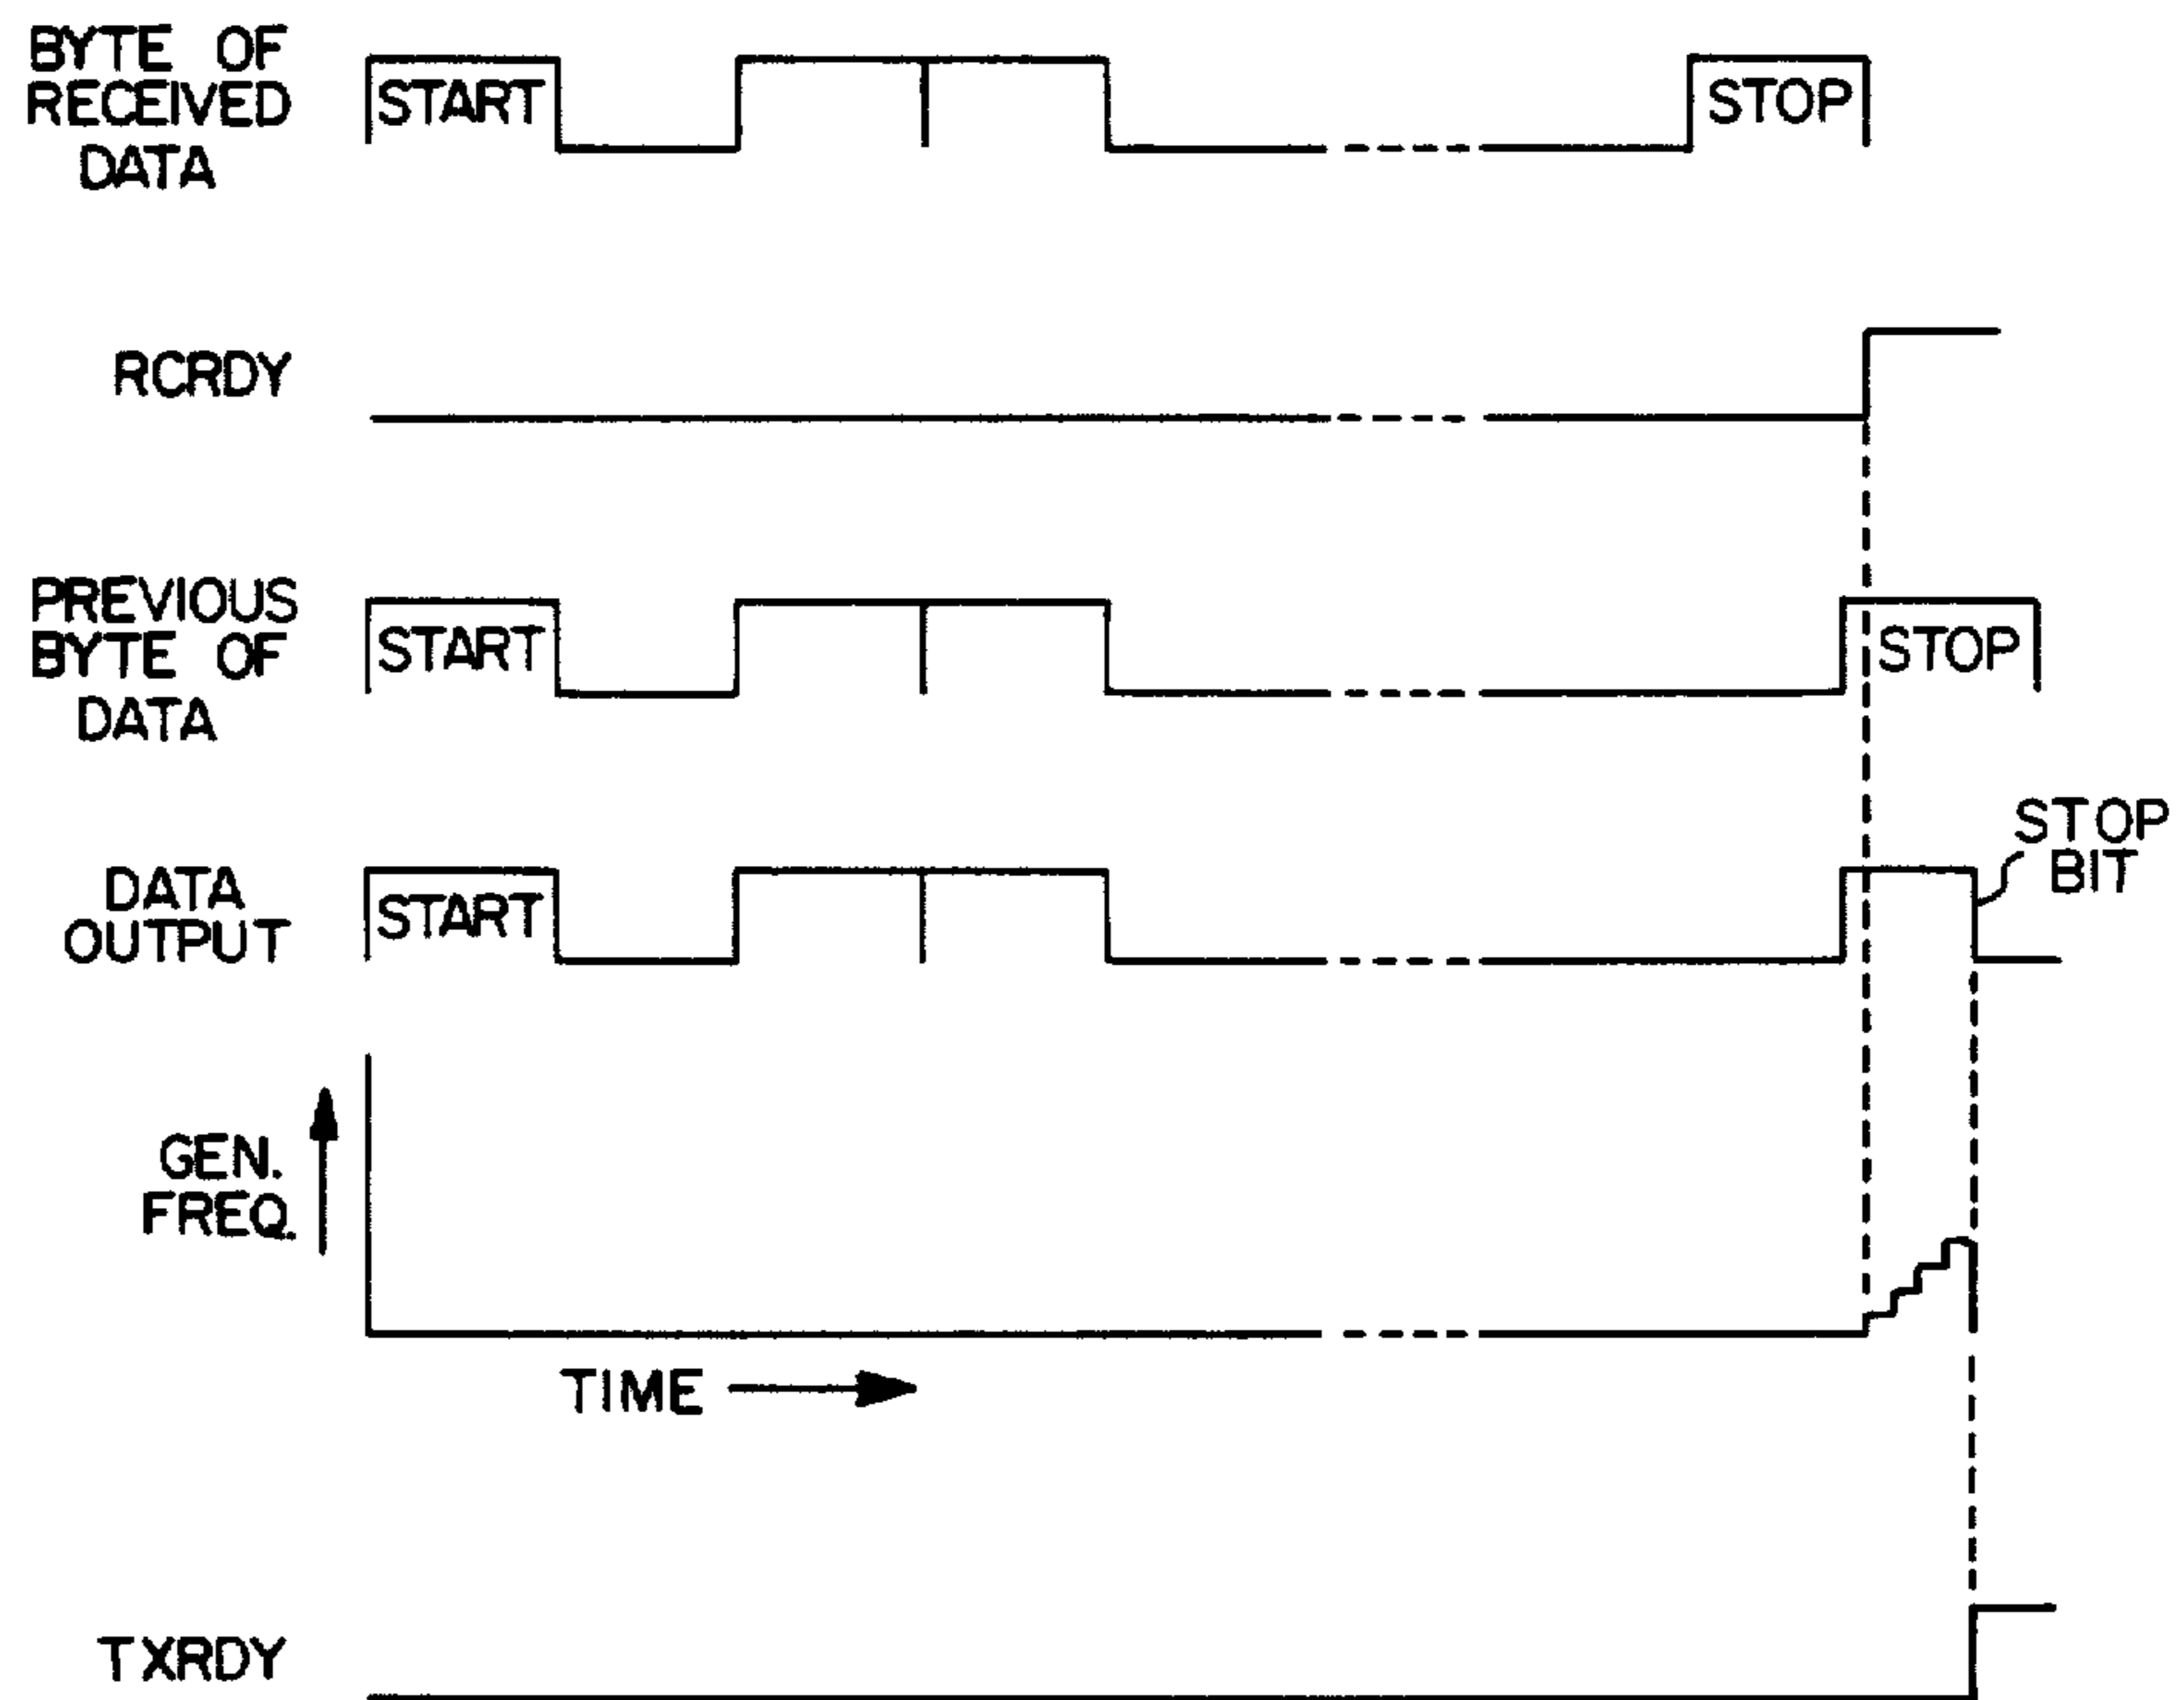 BYTE OF
RECEIVED
DATA
START
STOP
RCRDY
PREVIOUS
BYTE OF
DATA
START
STOP
DATA
OUTPUT
START
STOP
BIT
GEN.
FREQ.
TIME
TXRDY